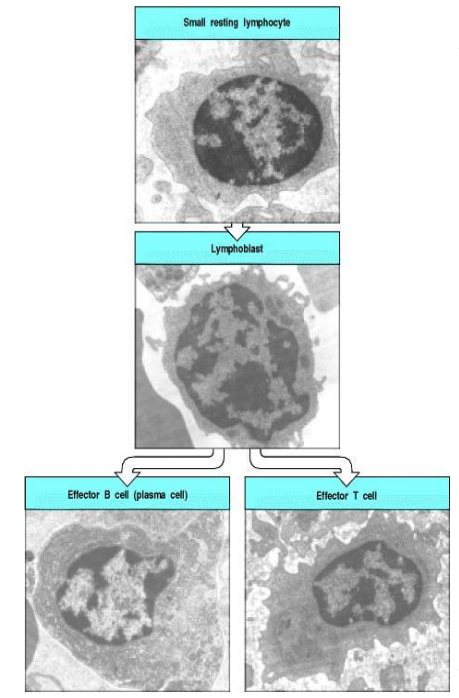 Small resting lymphocyte
Lymphoblast
Effector B cell (plasma cell)
Effector T cell